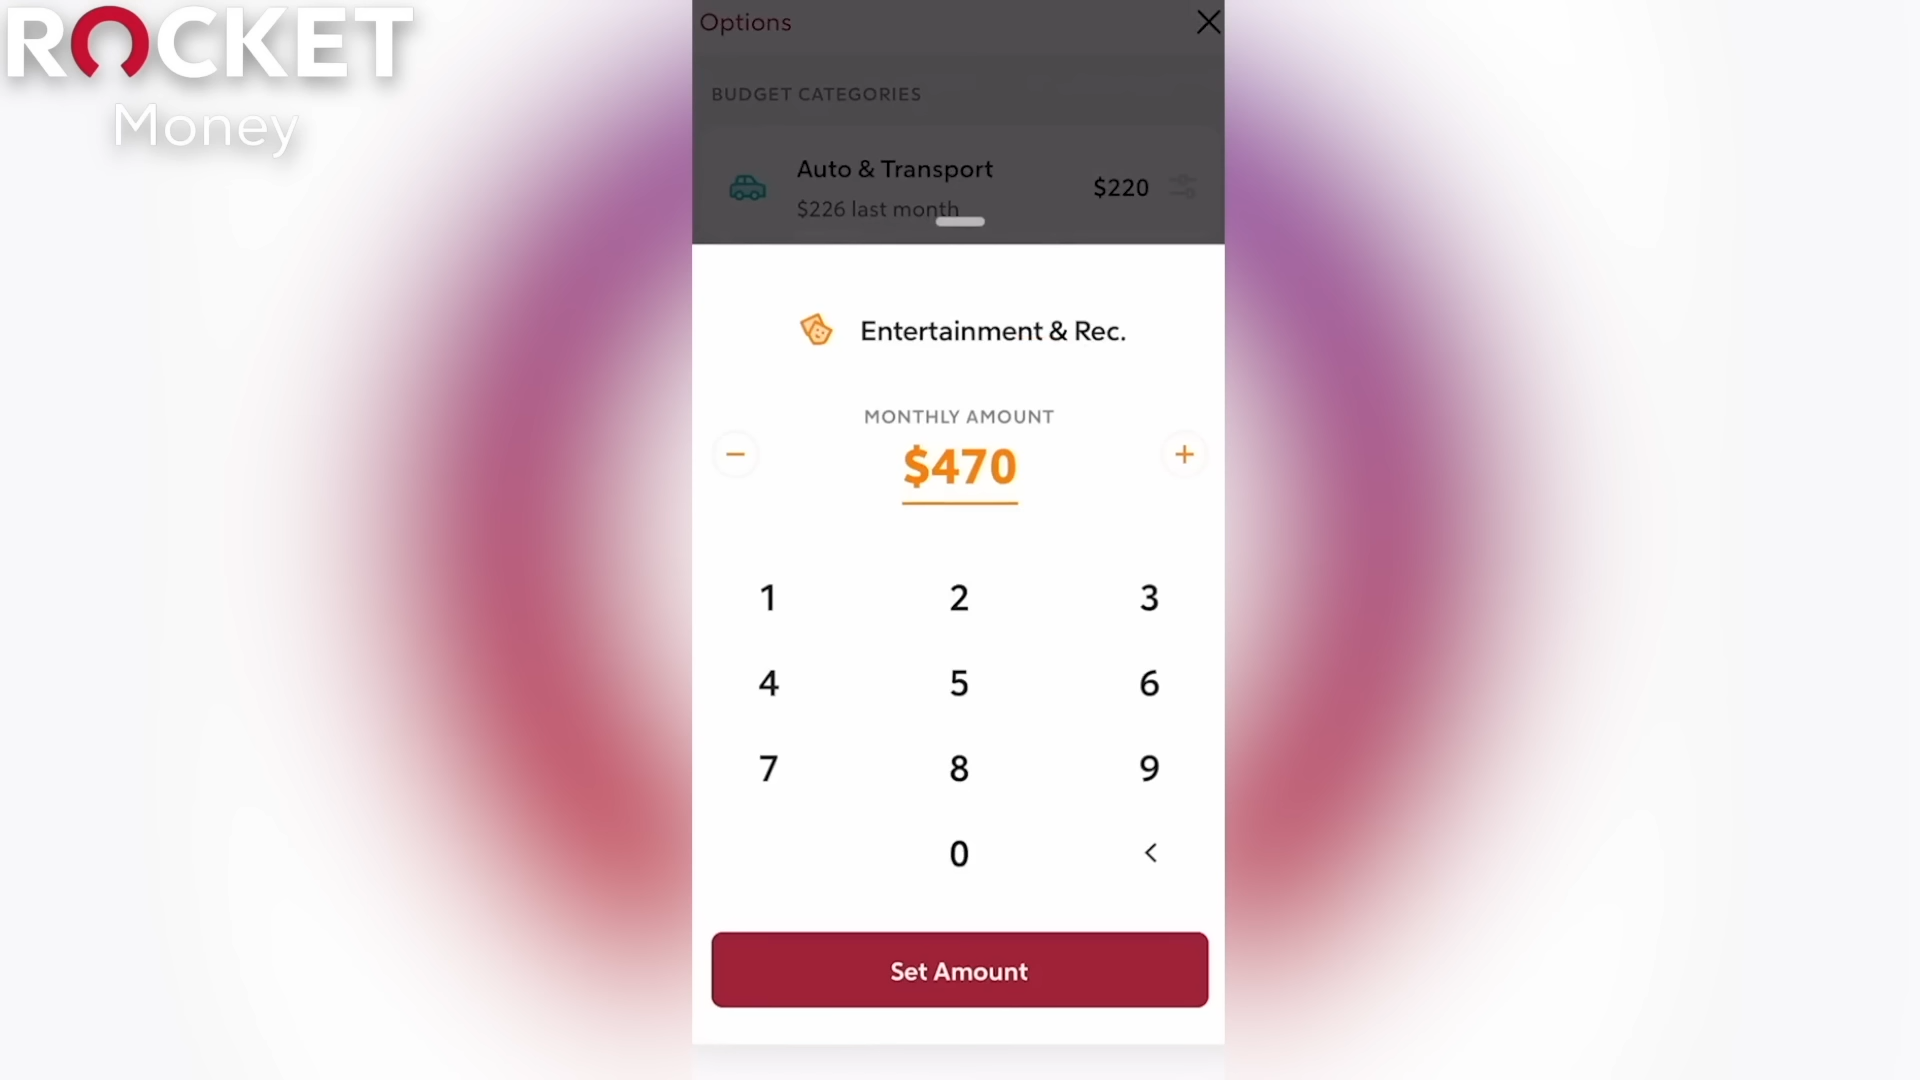 ROCKET
Money
Options
BUDGET CATEGORIES
Auto & Transport
$220
$226 last month
Entertainment & Rec.
MONTHLY AMOUNT
− $470 +
1 2 3
4 5 6
7 8 9
0 <
Set Amount